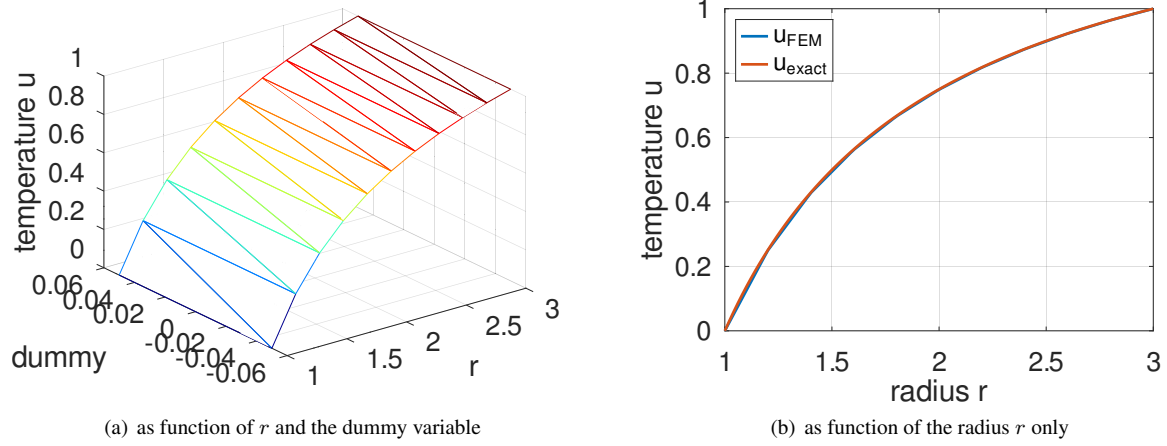 temperature u
1
0.8
0.6
0.4
0.2
0
0.06
0.04
0.02
0
-0.02
-0.04
-0.06
dummy
1
1.5
2
2.5
3
r
(a) as function of r and the dummy variable
temperature u
1
0.8
0.6
0.4
0.2
0
u_FEM
u_exact
1 1.5 2 2.5 3
radius r
(b) as function of the radius r only